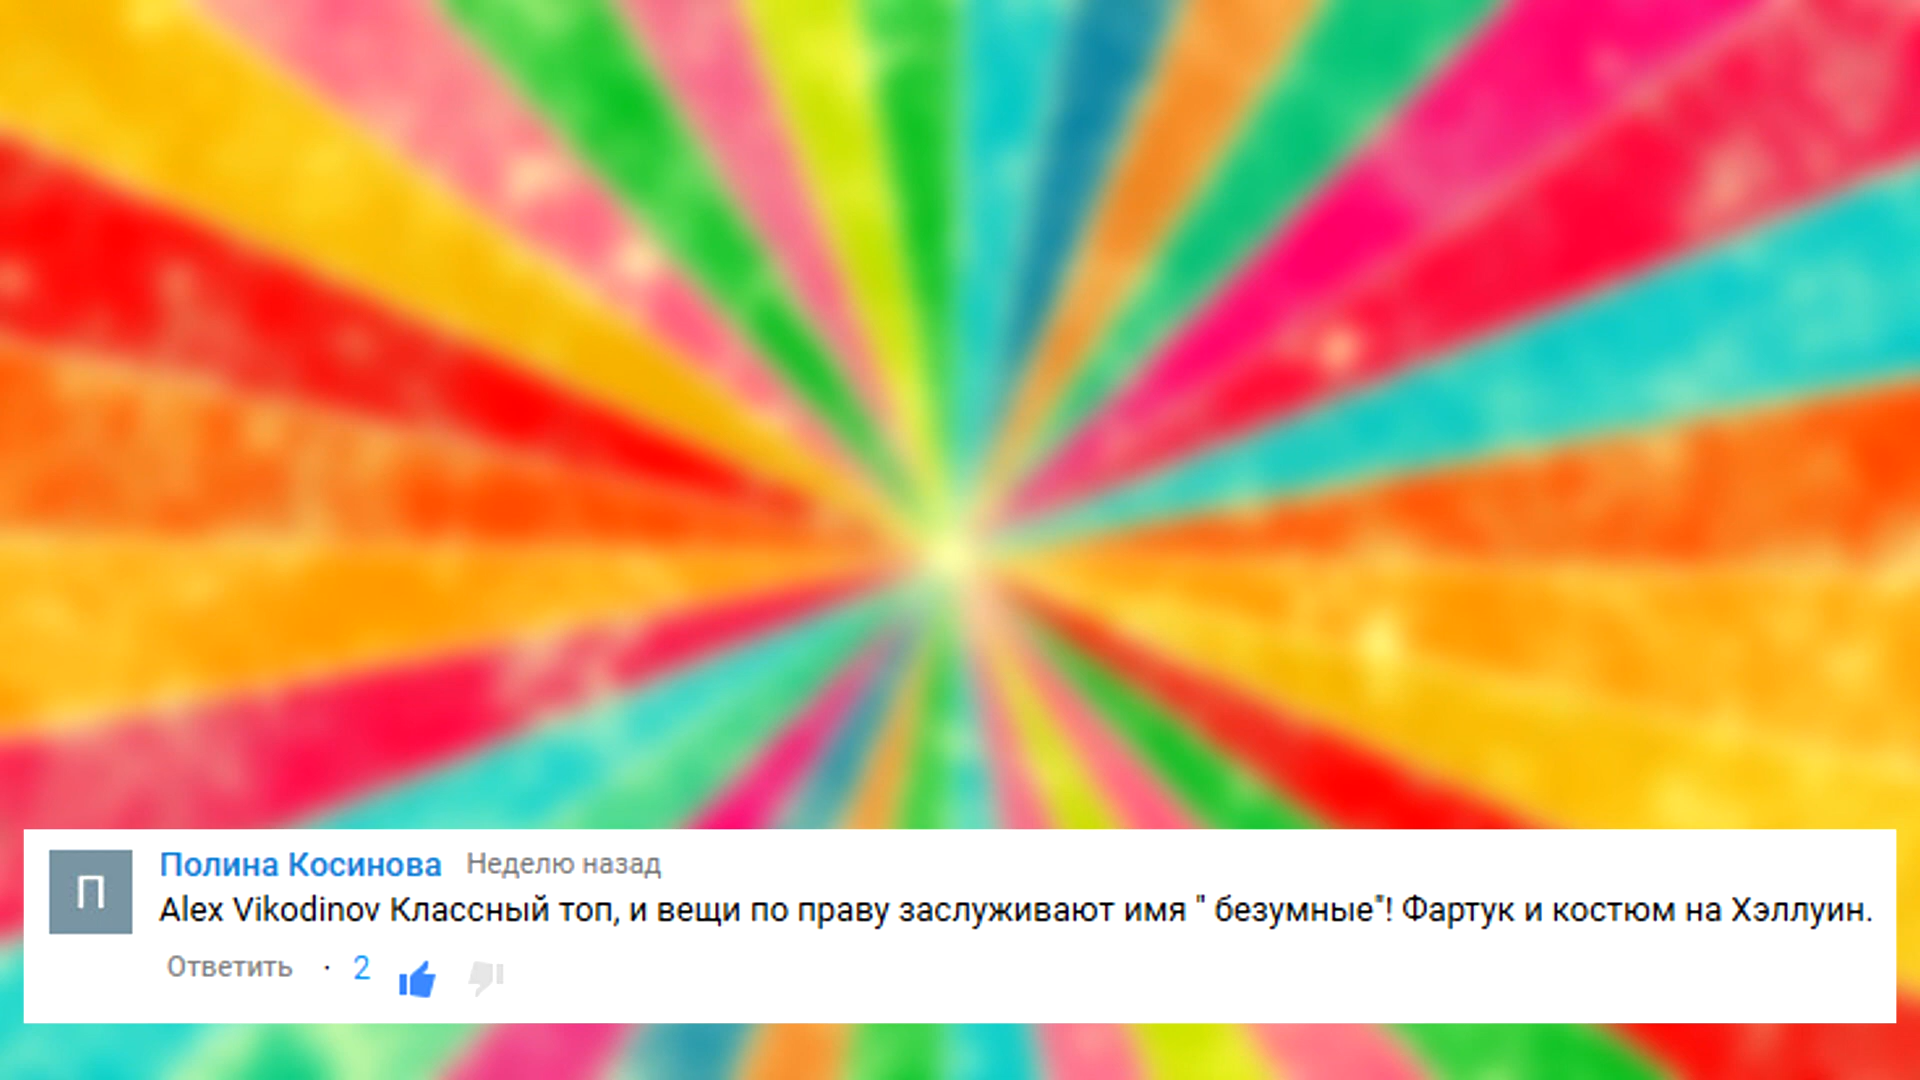 П
Полина Косинова Неделю назад
Alex Vikodinov Классный топ, и вещи по праву заслуживают имя " безумные"! Фартук и костюм на Хэллуин.
Ответить · 2